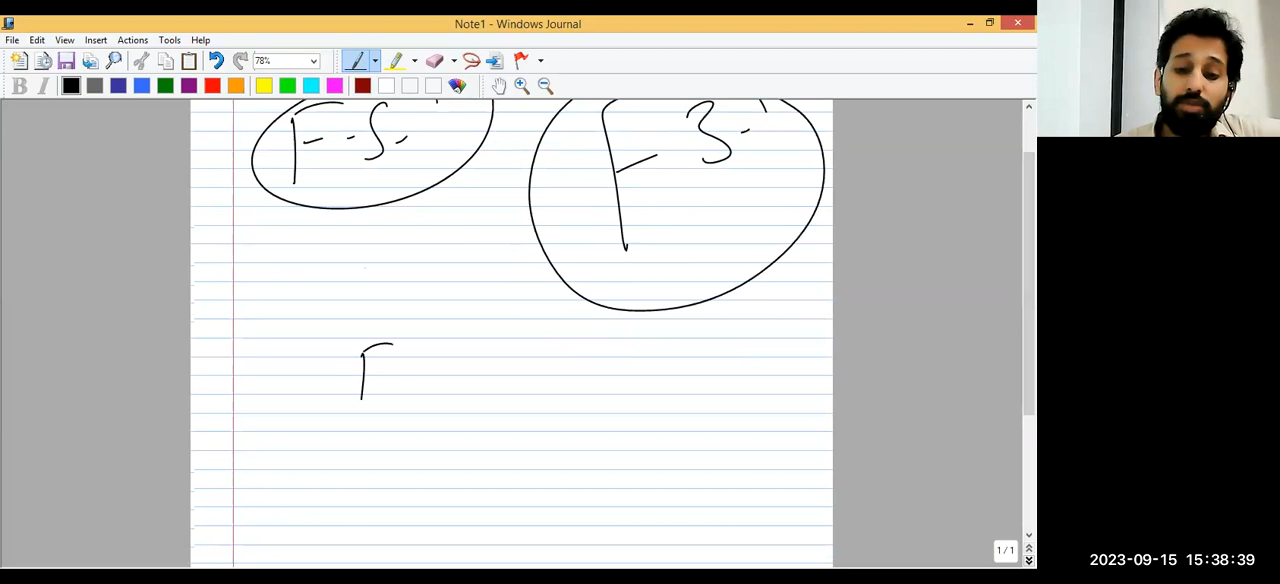 Note1 - Windows Journal
File Edit View Insert Actions Tools Help
78%
B I
F - S -
F 3 -
1 / 1
2023-09-15 15:38:39